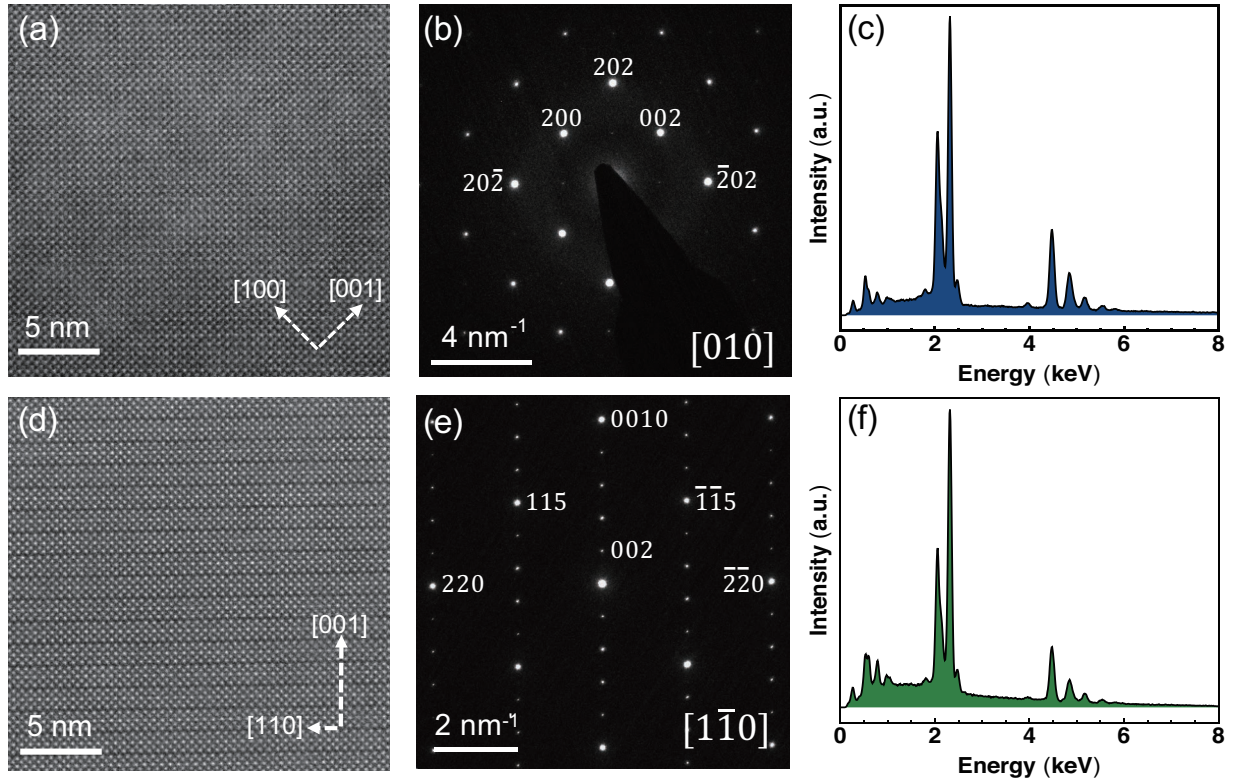 (a)
[100]
[001]
5 nm
(b)
202
200
002
202̅
2̅02
4 nm⁻¹
[010]
(c)
Intensity (a.u.)
0 2 4 6 8
Energy (keV)
(d)
[001]
[110]
5 nm
(e)
0010
115
1̅1̅5
002
220
2̅2̅0
2 nm⁻¹
[11̅0]
(f)
Intensity (a.u.)
0 2 4 6 8
Energy (keV)